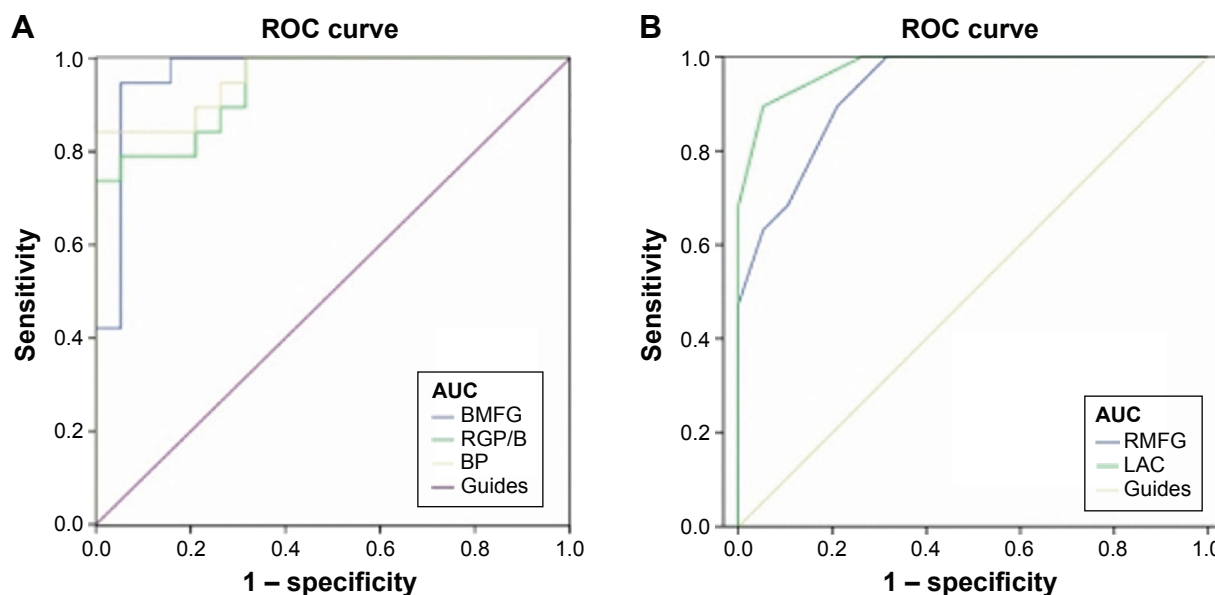 A
ROC curve
1.0
0.8
0.6
0.4
0.2
0.0
Sensitivity
0.0 0.2 0.4 0.6 0.8 1.0
1 – specificity
AUC
BMFG
RGP/B
BP
Guides
B
ROC curve
1.0
0.8
0.6
0.4
0.2
0.0
Sensitivity
0.0 0.2 0.4 0.6 0.8 1.0
1 – specificity
AUC
RMFG
LAC
Guides